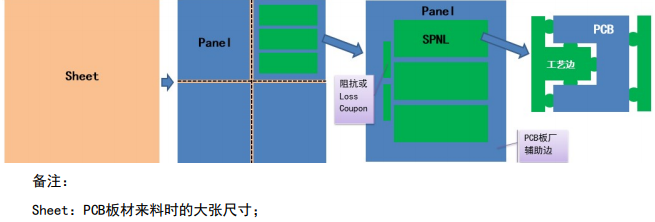 Sheet
Panel
Panel
SPNL
阻抗或
Loss
Coupon
PCB板厂
辅助边
PCB
工艺边
备注：
Sheet：PCB板材来料时的大张尺寸；